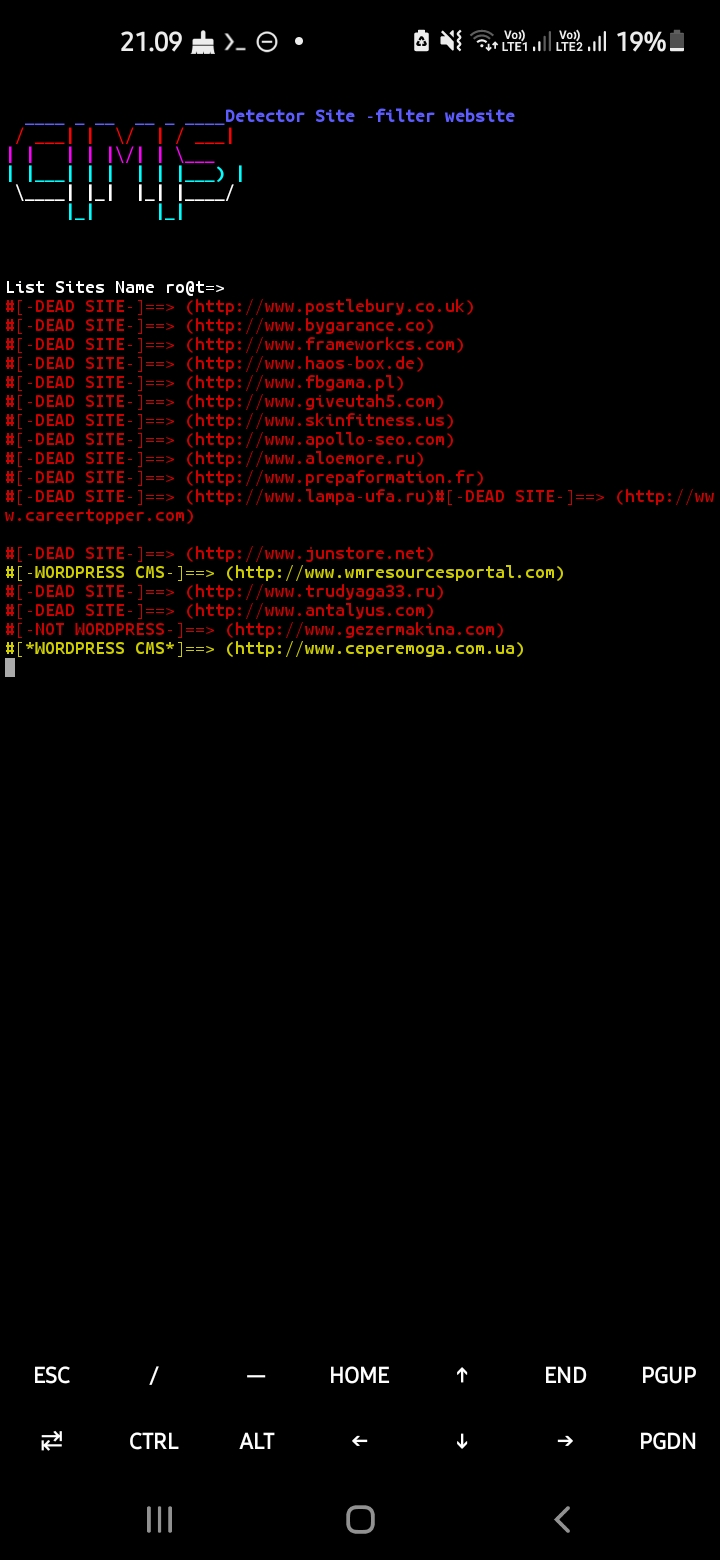 21.09 Vo)) LTE1 Vo)) LTE2 19%
Detector Site -filter website
CMS
List Sites Name ro@t=>
#[-DEAD SITE-]==> (http://www.postlebury.co.uk)
#[-DEAD SITE-]==> (http://www.bygarance.co)
#[-DEAD SITE-]==> (http://www.frameworkcs.com)
#[-DEAD SITE-]==> (http://www.haos-box.de)
#[-DEAD SITE-]==> (http://www.fbgama.pl)
#[-DEAD SITE-]==> (http://www.giveutah5.com)
#[-DEAD SITE-]==> (http://www.skinfitness.us)
#[-DEAD SITE-]==> (http://www.apollo-seo.com)
#[-DEAD SITE-]==> (http://www.aloemore.ru)
#[-DEAD SITE-]==> (http://www.prepaformation.fr)
#[-DEAD SITE-]==> (http://www.lampa-ufa.ru)#[-DEAD SITE-]==> (http://ww
w.careertopper.com)
#[-DEAD SITE-]==> (http://www.junstore.net)
#[-WORDPRESS CMS-]==> (http://www.wmresourcesportal.com)
#[-DEAD SITE-]==> (http://www.trudyaga33.ru)
#[-DEAD SITE-]==> (http://www.antalyus.com)
#[-NOT WORDPRESS-]==> (http://www.gezermakina.com)
#[*WORDPRESS CMS*]==> (http://www.ceperemoga.com.ua)
ESC / — HOME ↑ END PGUP
⇄ CTRL ALT ← ↓ → PGDN